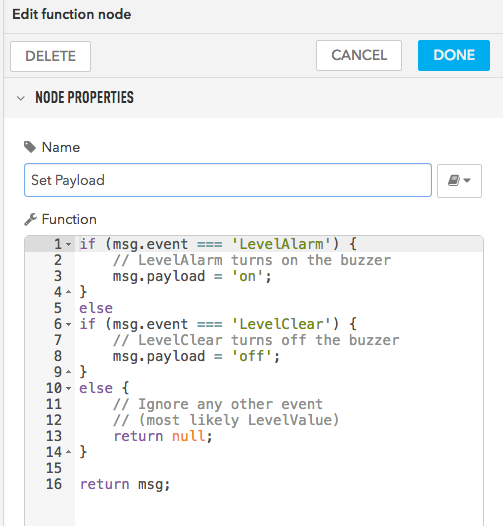 Edit function node
DELETE CANCEL DONE
NODE PROPERTIES
Name
Set Payload
Function
1 if (msg.event === 'LevelAlarm') {
2     // LevelAlarm turns on the buzzer
3     msg.payload = 'on';
4 }
5 else
6 if (msg.event === 'LevelClear') {
7     // LevelClear turns off the buzzer
8     msg.payload = 'off';
9 }
10 else {
11     // Ignore any other event
12     // (most likely LevelValue)
13     return null;
14 }
15
16 return msg;